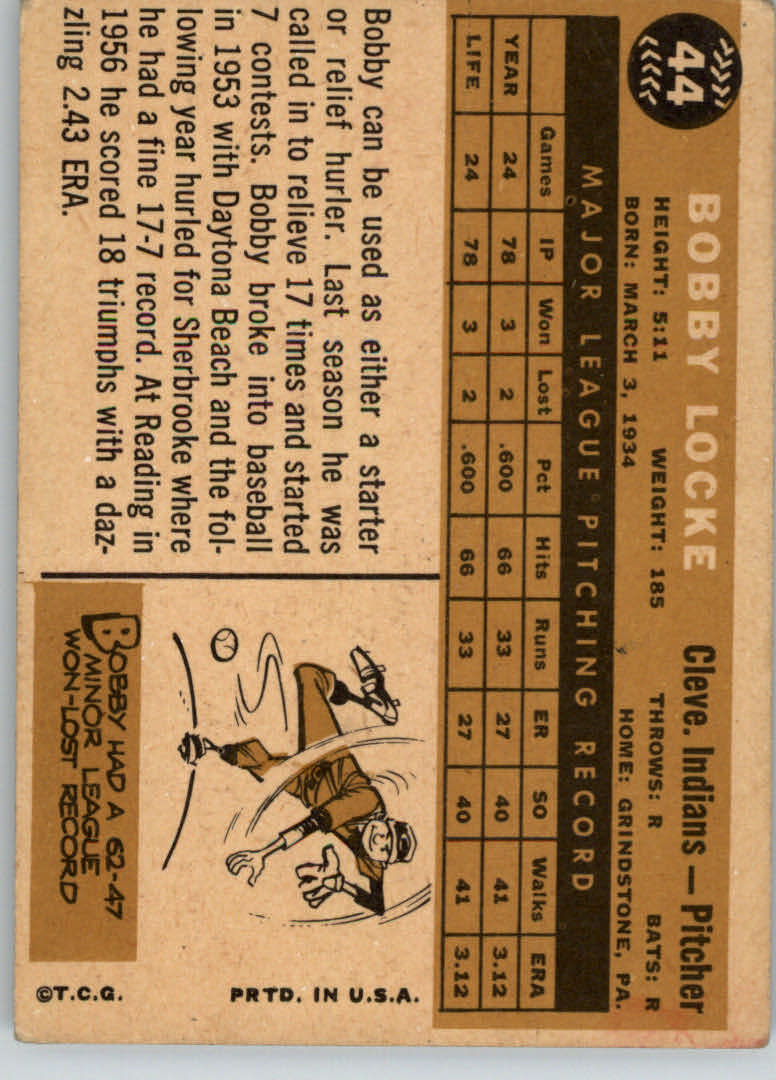 44
BOBBY LOCKE Cleve. Indians — Pitcher
HEIGHT: 5:11 WEIGHT: 185 THROWS: R BATS: R
BORN: MARCH 3, 1934 HOME: GRINDSTONE, PA.
MAJOR LEAGUE PITCHING RECORD
Games IP Won Lost Pct Hits Runs ER SO Walks ERA
YEAR 24 78 3 2 .600 66 33 27 40 41 3.12
LIFE 24 78 3 2 .600 66 33 27 40 41 3.12
Bobby can be used as either a starter
or relief hurler. Last season he was
called in to relieve 17 times and started
7 contests. Bobby broke into baseball
in 1953 with Daytona Beach and the fol-
lowing year hurled for Sherbrooke where
he had a fine 17-7 record. At Reading in
1956 he scored 18 triumphs with a daz-
zling 2.43 ERA.
BOBBY HAD A 62-47
MINOR LEAGUE
WON-LOST RECORD
©T.C.G. PRTD. IN U.S.A.